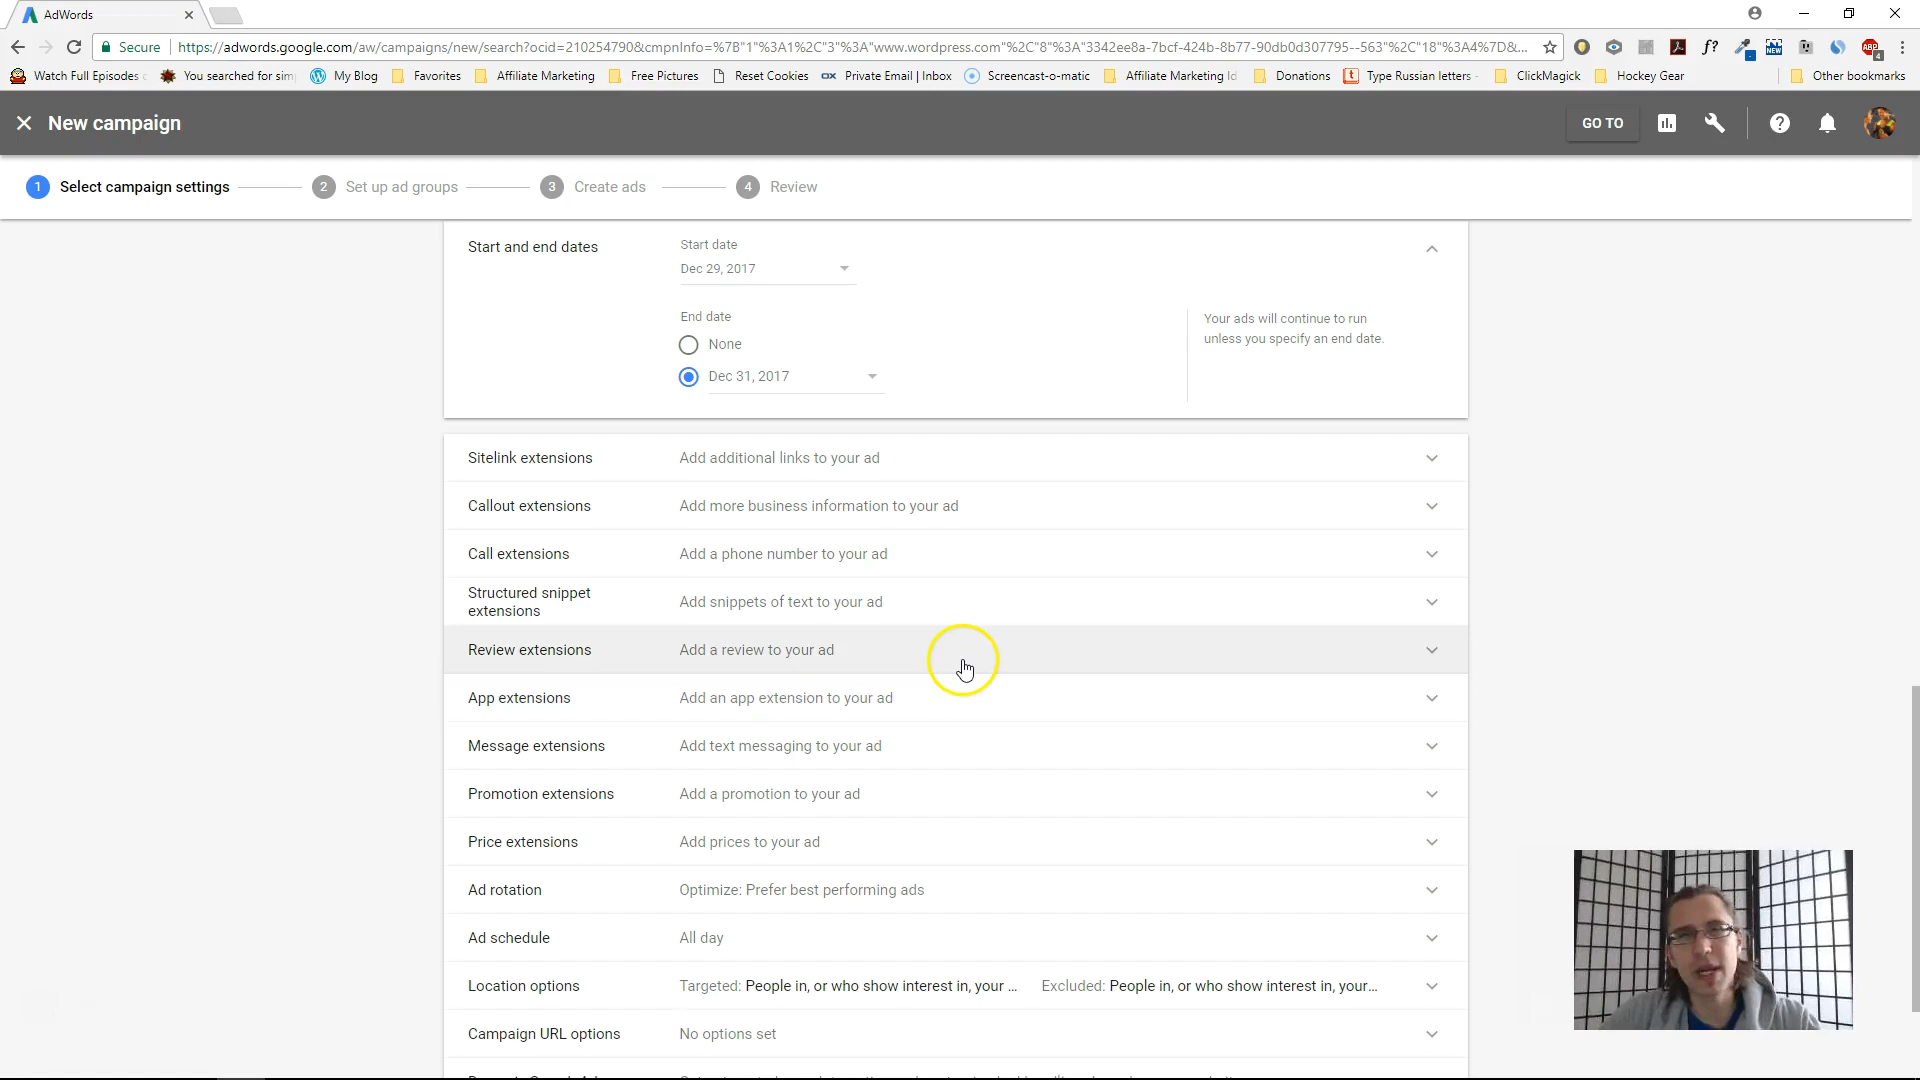 AdWords
Secure https://adwords.google.com/aw/campaigns/new/search?ocid=210254790&cmpnInfo=%7B"1"%3A1%2C"3"%3A"www.wordpress.com"%2C"8"%3A"3342ee8a-7bcf-424b-8b77-90db0d307795--563"%2C"18"%3A4%7D&...
Watch Full Episodes You searched for sim My Blog Favorites Affiliate Marketing Free Pictures Reset Cookies Private Email | Inbox Screencast-o-matic Affiliate Marketing Id Donations Type Russian letters - ClickMagick Hockey Gear Other bookmarks
New campaign GO TO
1 Select campaign settings 2 Set up ad groups 3 Create ads 4 Review
Start and end dates Start date
Dec 29, 2017
End date
None
Dec 31, 2017
Your ads will continue to run
unless you specify an end date.
Sitelink extensions Add additional links to your ad
Callout extensions Add more business information to your ad
Call extensions Add a phone number to your ad
Structured snippet
extensions Add snippets of text to your ad
Review extensions Add a review to your ad
App extensions Add an app extension to your ad
Message extensions Add text messaging to your ad
Promotion extensions Add a promotion to your ad
Price extensions Add prices to your ad
Ad rotation Optimize: Prefer best performing ads
Ad schedule All day
Location options Targeted: People in, or who show interest in, your ... Excluded: People in, or who show interest in, your...
Campaign URL options No options set